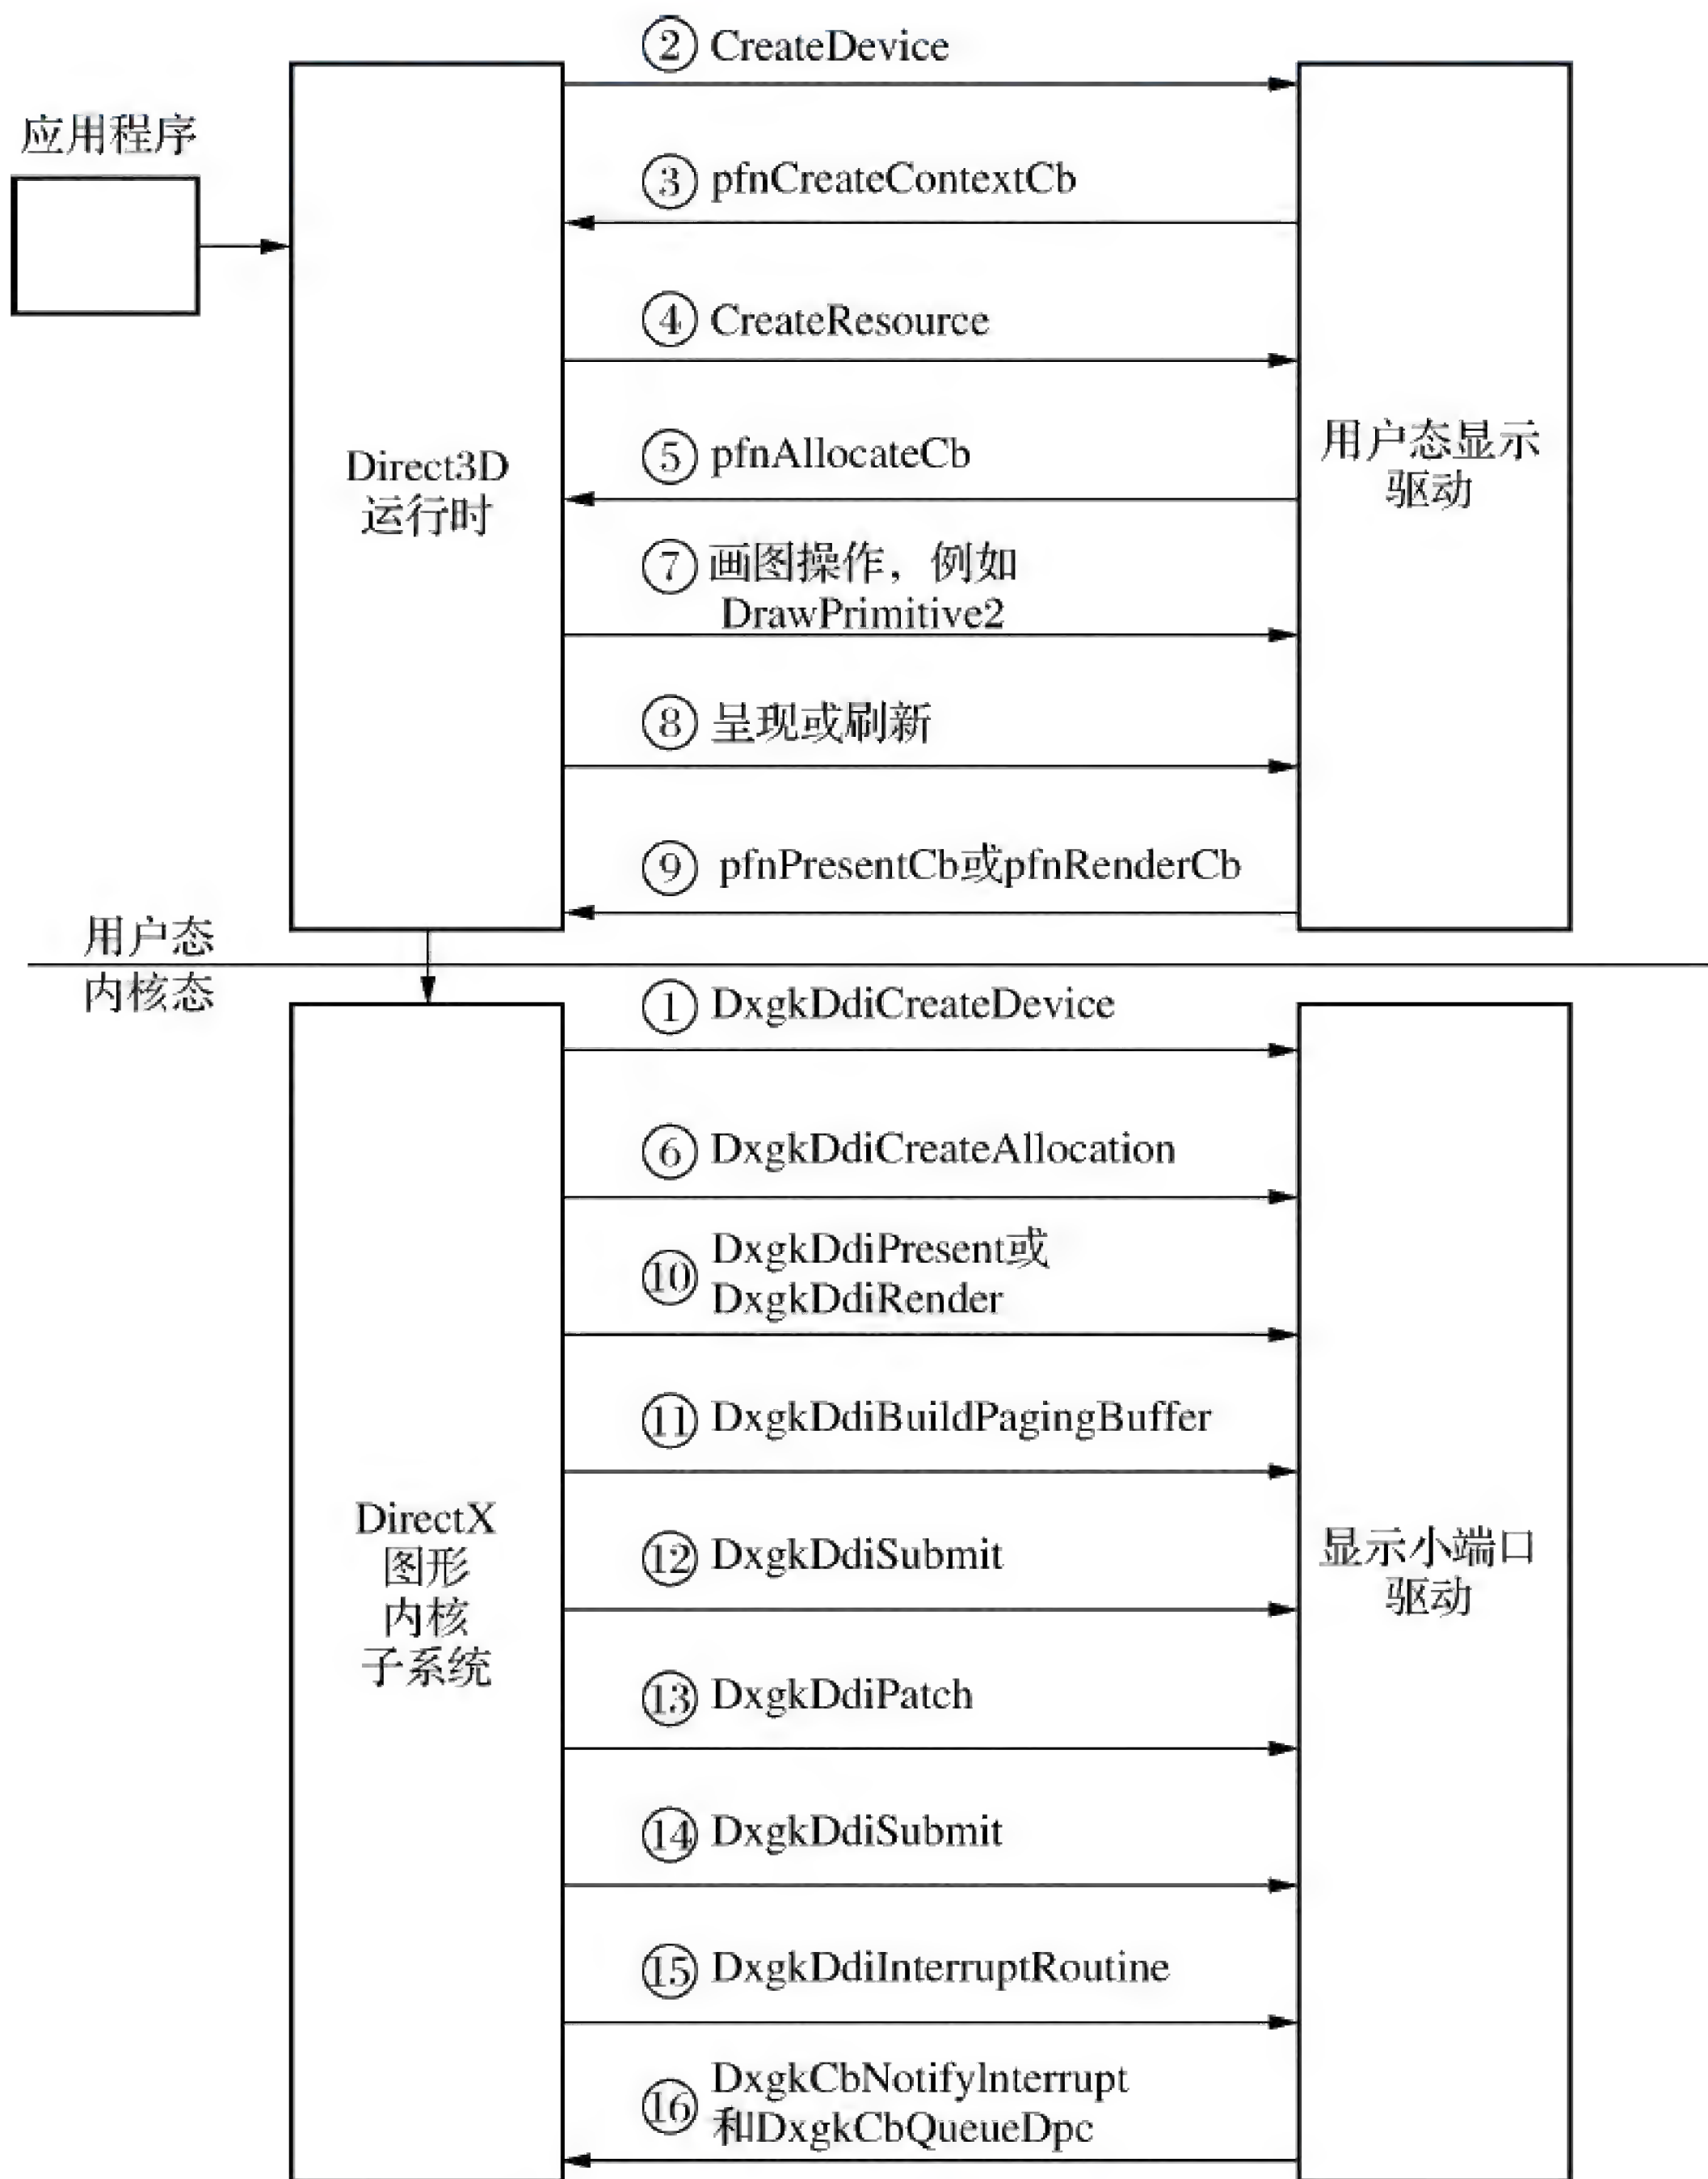 ② CreateDevice
应用程序
③ pfnCreateContextCb
④ CreateResource
Direct3D
运行时
⑤ pfnAllocateCb
用户态显示
驱动
⑦ 画图操作，例如
DrawPrimitive2
⑧ 呈现或刷新
⑨ pfnPresentCb或pfnRenderCb
用户态
内核态
① DxgkDdiCreateDevice
⑥ DxgkDdiCreateAllocation
⑩ DxgkDdiPresent或
DxgkDdiRender
⑪ DxgkDdiBuildPagingBuffer
DirectX
图形
内核
子系统
⑫ DxgkDdiSubmit
显示小端口
驱动
⑬ DxgkDdiPatch
⑭ DxgkDdiSubmit
⑮ DxgkDdiInterruptRoutine
⑯ DxgkCbNotifyInterrupt
和DxgkCbQueueDpc